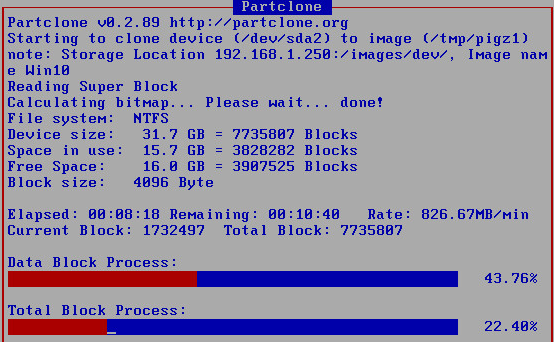 Partclone
Partclone v0.2.89 http://partclone.org
Starting to clone device (/dev/sda2) to image (/tmp/pigz1)
note: Storage Location 192.168.1.250:/images/dev/, Image nam
e Win10
Reading Super Block
Calculating bitmap... Please wait... done!
File system:  NTFS
Device size:   31.7 GB = 7735807 Blocks
Space in use:  15.7 GB = 3828282 Blocks
Free Space:    16.0 GB = 3907525 Blocks
Block size:   4096 Byte
Elapsed: 00:08:18 Remaining: 00:10:40   Rate: 826.67MB/min
Current Block: 1732497  Total Block: 7735807
Data Block Process:
43.76%
Total Block Process:
22.40%